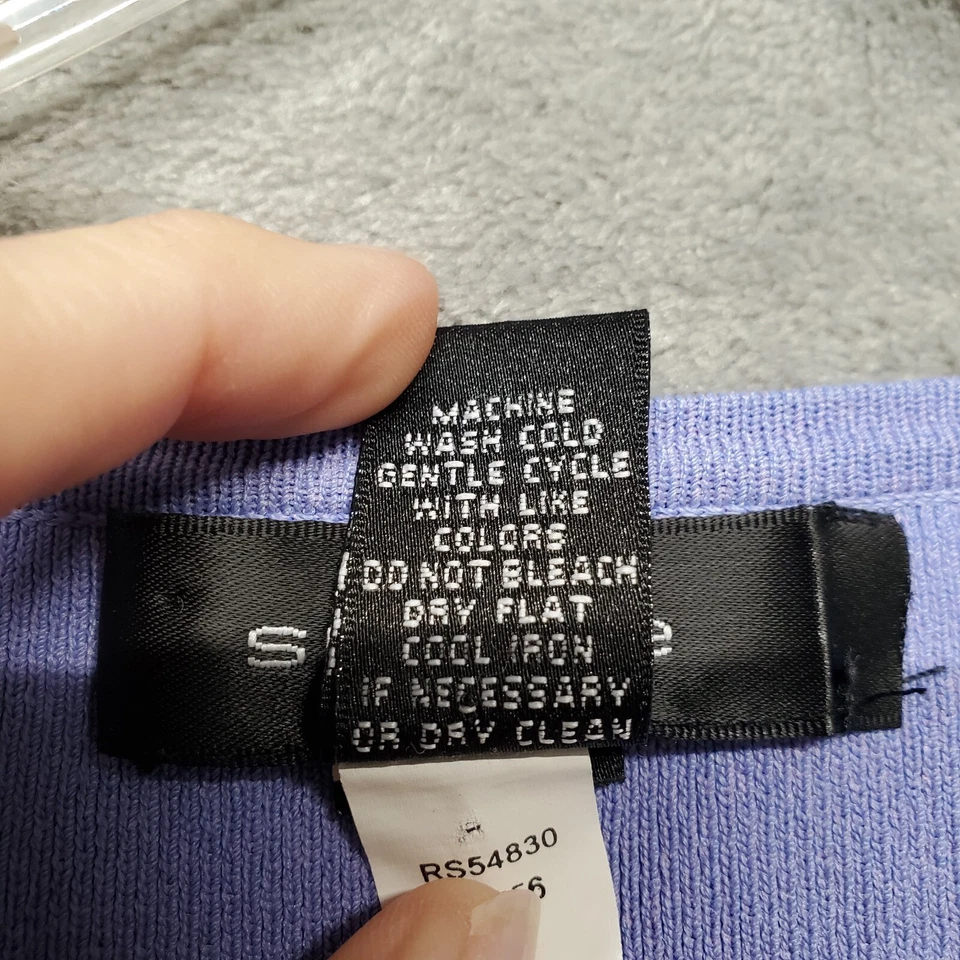 MACHINE
WASH COLD
GENTLE CYCLE
WITH LIKE
COLORS
DO NOT BLEACH
DRY FLAT
COOL IRON
IF NECESSARY
OR DRY CLEAN
S
RS54830